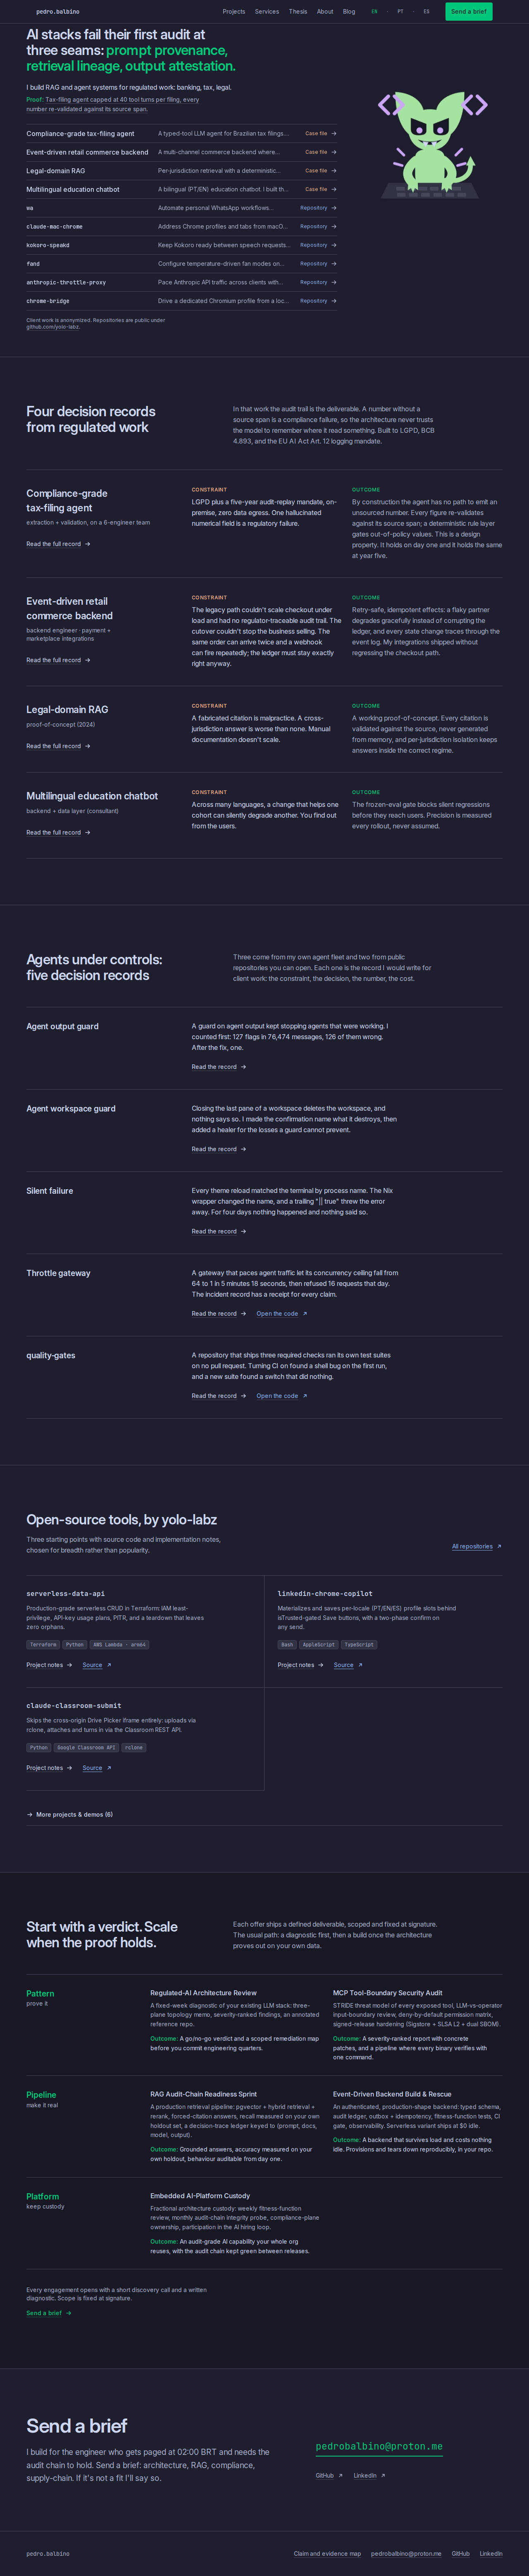 pedro.balbino
Projects Services Thesis About Blog EN · PT · ES Send a brief
AI stacks fail their first audit at
three seams: prompt provenance,
retrieval lineage, output attestation.
I build RAG and agent systems for regulated work: banking, tax, legal.
Proof: Tax-filing agent capped at 40 tool turns per filing, every
number re-validated against its source span.
Compliance-grade tax-filing agent A typed-tool LLM agent for Brazilian tax filings.… Case file →
Event-driven retail commerce backend A multi-channel commerce backend where… Case file →
Legal-domain RAG Per-jurisdiction retrieval with a deterministic… Case file →
Multilingual education chatbot A bilingual (PT/EN) education chatbot. I built th… Case file →
wa Automate personal WhatsApp workflows… Repository →
claude-mac-chrome Address Chrome profiles and tabs from macO… Repository →
kokoro-speakd Keep Kokoro ready between speech requests… Repository →
fand Configure temperature-driven fan modes on… Repository →
anthropic-throttle-proxy Pace Anthropic API traffic across clients with… Repository →
chrome-bridge Drive a dedicated Chromium profile from a loc… Repository →
Client work is anonymized. Repositories are public under
github.com/yolo-labz.
Four decision records
from regulated work
In that work the audit trail is the deliverable. A number without a
source span is a compliance failure, so the architecture never trusts
the model to remember where it read something. Built to LGPD, BCB
4.893, and the EU AI Act Art. 12 logging mandate.
Compliance-grade
tax-filing agent
extraction + validation, on a 6-engineer team
Read the full record →
CONSTRAINT
LGPD plus a five-year audit-replay mandate, on-
premise, zero data egress. One hallucinated
numerical field is a regulatory failure.
OUTCOME
By construction the agent has no path to emit an
unsourced number. Every figure re-validates
against its source span; a deterministic rule layer
gates out-of-policy values. This is a design
property. It holds on day one and it holds the same
at year five.
Event-driven retail
commerce backend
backend engineer · payment +
marketplace integrations
Read the full record →
CONSTRAINT
The legacy path couldn't scale checkout under
load and had no regulator-traceable audit trail. The
cutover couldn't stop the business selling. The
same order can arrive twice and a webhook
can fire repeatedly; the ledger must stay exactly
right anyway.
OUTCOME
Retry-safe, idempotent effects: a flaky partner
degrades gracefully instead of corrupting the
ledger, and every state change traces through the
event log. My integrations shipped without
regressing the checkout path.
Legal-domain RAG
proof-of-concept (2024)
Read the full record →
CONSTRAINT
A fabricated citation is malpractice. A cross-
jurisdiction answer is worse than none. Manual
documentation doesn't scale.
OUTCOME
A working proof-of-concept. Every citation is
validated against the source, never generated
from memory, and per-jurisdiction isolation keeps
answers inside the correct regime.
Multilingual education chatbot
backend + data layer (consultant)
Read the full record →
CONSTRAINT
Across many languages, a change that helps one
cohort can silently degrade another. You find out
from the users.
OUTCOME
The frozen-eval gate blocks silent regressions
before they reach users. Precision is measured
every rollout, never assumed.
Agents under controls:
five decision records
Three come from my own agent fleet and two from public
repositories you can open. Each one is the record I would write for
client work: the constraint, the decision, the number, the cost.
Agent output guard
A guard on agent output kept stopping agents that were working. I
counted first: 127 flags in 76,474 messages, 126 of them wrong.
After the fix, one.
Read the record →
Agent workspace guard
Closing the last pane of a workspace deletes the workspace, and
nothing says so. I made the confirmation name what it destroys, then
added a healer for the losses a guard cannot prevent.
Read the record →
Silent failure
Every theme reload matched the terminal by process name. The Nix
wrapper changed the name, and a trailing "|| true" threw the error
away. For four days nothing happened and nothing said so.
Read the record →
Throttle gateway
A gateway that paces agent traffic let its concurrency ceiling fall from
64 to 1 in 5 minutes 18 seconds, then refused 16 requests that day.
The incident record has a receipt for every claim.
Read the record → Open the code ↗
quality-gates
A repository that ships three required checks ran its own test suites
on no pull request. Turning CI on found a shell bug on the first run,
and a new suite found a switch that did nothing.
Read the record → Open the code ↗
Open-source tools, by yolo-labz
Three starting points with source code and implementation notes,
chosen for breadth rather than popularity.
All repositories ↗
serverless-data-api
Production-grade serverless CRUD in Terraform: IAM least-
privilege, API-key usage plans, PITR, and a teardown that leaves
zero orphans.
Terraform Python AWS Lambda · arm64
Project notes → Source ↗
linkedin-chrome-copilot
Materializes and saves per-locale (PT/EN/ES) profile slots behind
isTrusted-gated Save buttons, with a two-phase confirm on
any send.
Bash AppleScript TypeScript
Project notes → Source ↗
claude-classroom-submit
Skips the cross-origin Drive Picker iframe entirely: uploads via
rclone, attaches and turns in via the Classroom REST API.
Python Google Classroom API rclone
Project notes → Source ↗
→ More projects & demos (6)
Start with a verdict. Scale
when the proof holds.
Each offer ships a defined deliverable, scoped and fixed at signature.
The usual path: a diagnostic first, then a build once the architecture
proves out on your own data.
Pattern
prove it
Regulated-AI Architecture Review
A fixed-week diagnostic of your existing LLM stack: three-
plane topology memo, severity-ranked findings, an annotated
reference repo.
Outcome: A go/no-go verdict and a scoped remediation map
before you commit engineering quarters.
MCP Tool-Boundary Security Audit
STRIDE threat model of every exposed tool, LLM-vs-operator
input-boundary review, deny-by-default permission matrix,
signed-release hardening (Sigstore + SLSA L2 + dual SBOM).
Outcome: A severity-ranked report with concrete
patches, and a pipeline where every binary verifies with
one command.
Pipeline
make it real
RAG Audit-Chain Readiness Sprint
A production retrieval pipeline: pgvector + hybrid retrieval +
rerank, forced-citation answers, recall measured on your own
holdout set, a decision-trace ledger keyed to (prompt, docs,
model, output).
Outcome: Grounded answers, accuracy measured on your
own holdout, behaviour auditable from day one.
Event-Driven Backend Build & Rescue
An authenticated, production-shape backend: typed schema,
audit ledger, outbox + idempotency, fitness-function tests, CI
gate, observability. Serverless variant ships at $0 idle.
Outcome: A backend that survives load and costs nothing
idle. Provisions and tears down reproducibly, in your repo.
Platform
keep custody
Embedded AI-Platform Custody
Fractional architecture custody: weekly fitness-function
review, monthly audit-chain integrity probe, compliance-plane
ownership, participation in the AI hiring loop.
Outcome: An audit-grade AI capability your whole org
reuses, with the audit chain kept green between releases.
Every engagement opens with a short discovery call and a written
diagnostic. Scope is fixed at signature.
Send a brief →
Send a brief
I build for the engineer who gets paged at 02:00 BRT and needs the
audit chain to hold. Send a brief: architecture, RAG, compliance,
supply-chain. If it's not a fit I'll say so.
pedrobalbino@proton.me
GitHub ↗ LinkedIn ↗
pedro.balbino
Claim and evidence map pedrobalbino@proton.me GitHub LinkedIn